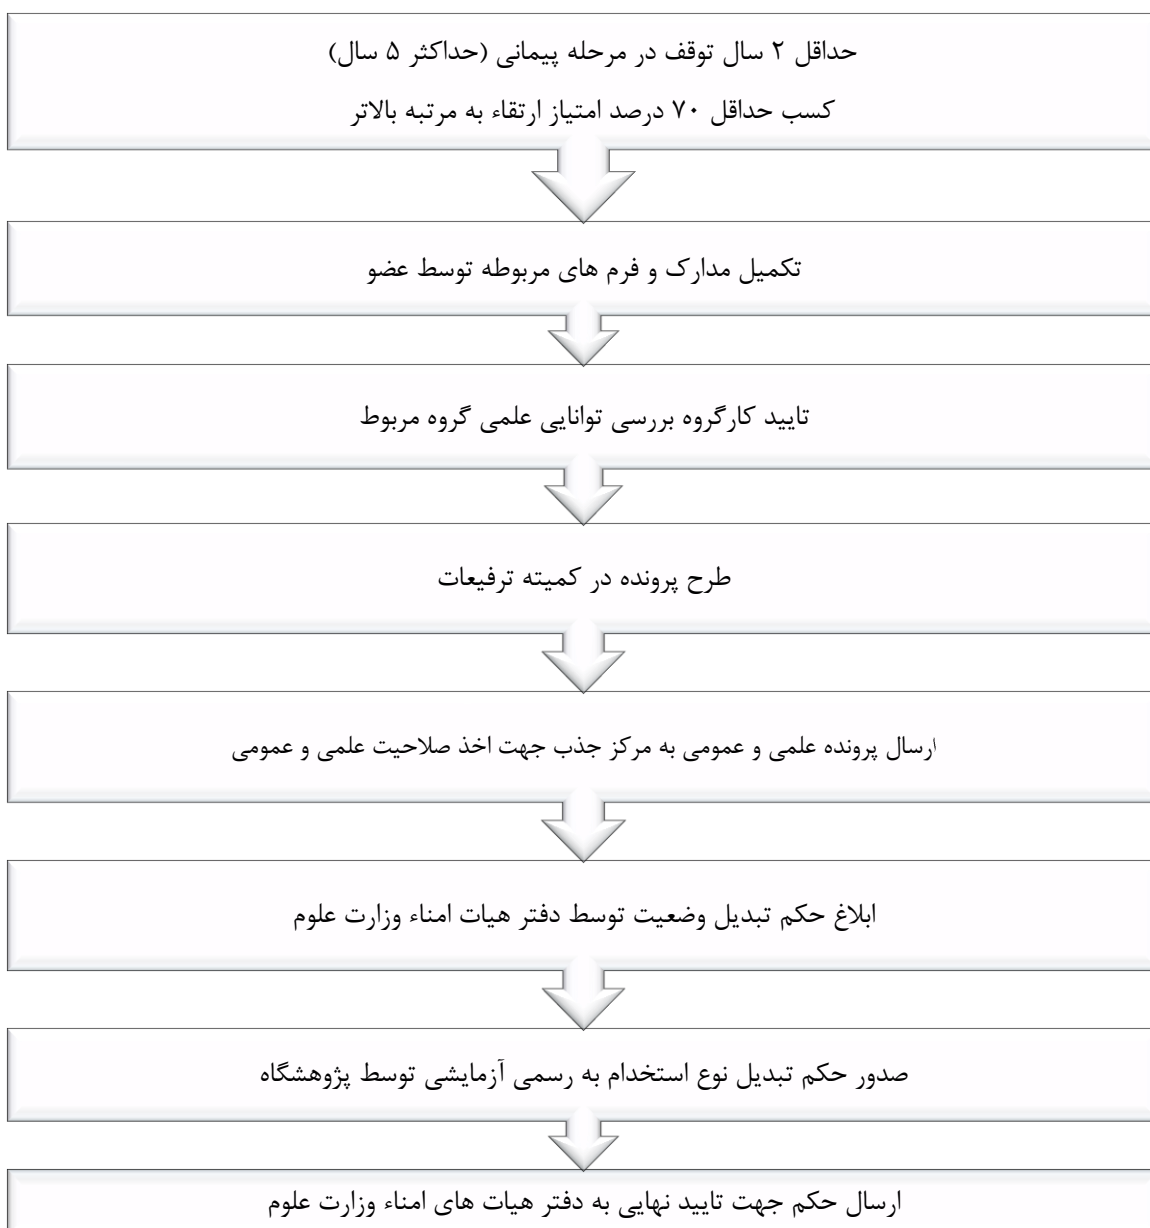 حداقل ۲ سال توقف در مرحله پیمانی (حداکثر ۵ سال)
کسب حداقل ۷۰ درصد امتیاز ارتقاء به مرتبه بالاتر
تکمیل مدارک و فرم های مربوطه توسط عضو
تایید کارگروه بررسی توانایی علمی گروه مربوط
طرح پرونده در کمیته ترفیعات
ارسال پرونده علمی و عمومی به مرکز جذب جهت اخذ صلاحیت علمی و عمومی
ابلاغ حکم تبدیل وضعیت توسط دفتر هیات امناء وزارت علوم
صدور حکم تبدیل نوع استخدام به رسمی آزمایشی توسط پژوهشگاه
ارسال حکم جهت تایید نهایی به دفتر هیات های امناء وزارت علوم